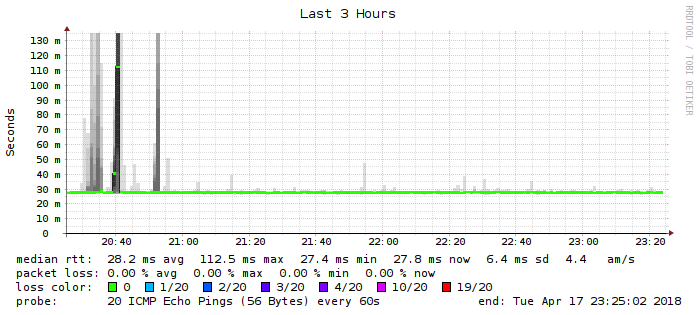 Last 3 Hours
RRDTOOL / TOBI OETIKER
Seconds
130 m
120 m
110 m
100 m
90 m
80 m
70 m
60 m
50 m
40 m
30 m
20 m
10 m
0
20:40 21:00 21:20 21:40 22:00 22:20 22:40 23:00 23:20
median rtt: 28.2 ms avg 112.5 ms max 27.4 ms min 27.8 ms now 6.4 ms sd 4.4 am/s
packet loss: 0.00 % avg 0.00 % max 0.00 % min 0.00 % now
loss color: 0 1/20 2/20 3/20 4/20 10/20 19/20
probe: 20 ICMP Echo Pings (56 Bytes) every 60s end: Tue Apr 17 23:25:02 2018